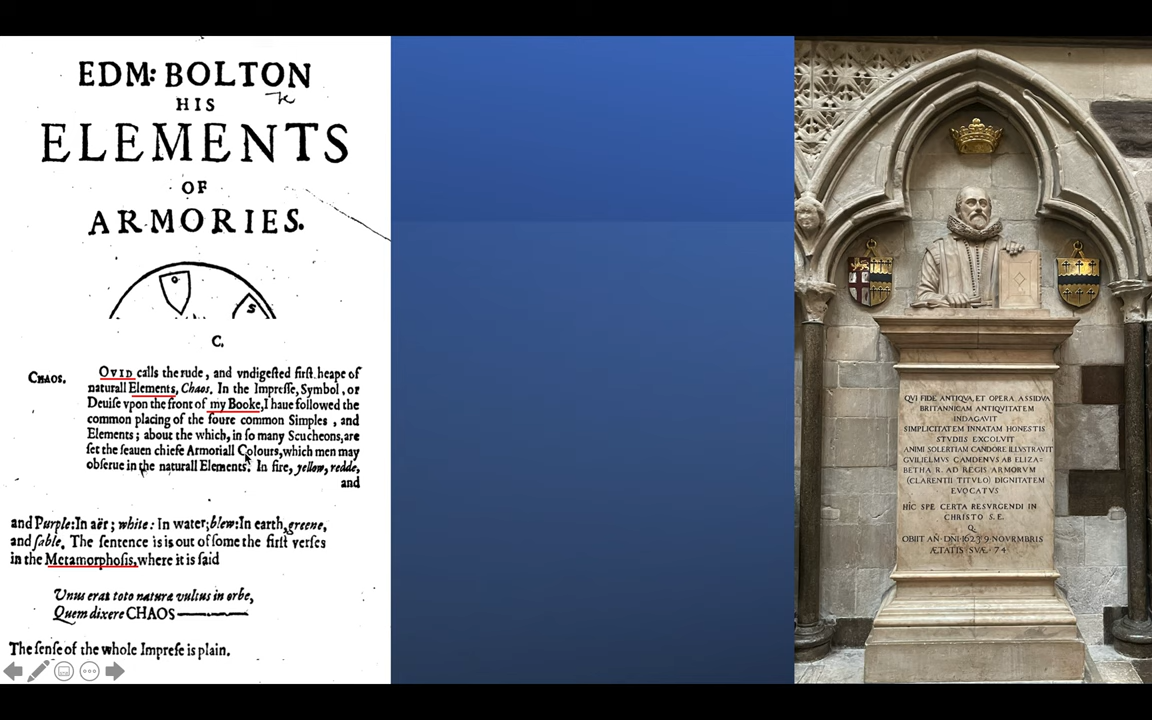 EDM: BOLTON
HIS
ELEMENTS
OF
ARMORIES.
S
C.
CHAOS.
OVID calls the rude, and vndigeſted firſt heape of
naturall Elements, Chaos. In the Impreſſe, Symbol, or
Deuiſe vpon the front of my Booke, I haue followed the
common placing of the foure common Simples, and
Elements; about the which, in ſo many Scucheons, are
ſet the ſeauen chiefe Armoriall Colours, which men may
obſerue in the naturall Elements. In fire, yellow, redde,
and
and Purple: In aër; white: In water; blew: In earth, greene,
and ſable. The ſentence is is out of ſome the firſt verſes
in the Metamorphoſis, where it is ſaid
Vnus erat toto naturæ vultus in orbe,
Quem dixere CHAOS
The ſenſe of the whole Impreſe is plain.
QVI FIDE ANTIQVA, ET OPERA ASSIDVA
BRITANNICAM ANTIQVITATEM
INDAGAVIT
SIMPLICITATEM INNATAM HONESTIS
STVDIIS EXCOLVIT
ANIMI SOLERTIAM CANDORE ILLVSTRAVIT
GVILIELMVS CAMDENVS AB ELIZA=
BETHA R. AD REGIS ARMORVM
(CLARENTII TITVLO) DIGNITATEM
EVOCATVS
HIC SPE CERTA RESVRGENDI IN
CHRISTO S. E.
Q.
OBIIT AÑ· DÑI·1623·9·NOVRMBRIS
ÆTATIS SVÆ·74·